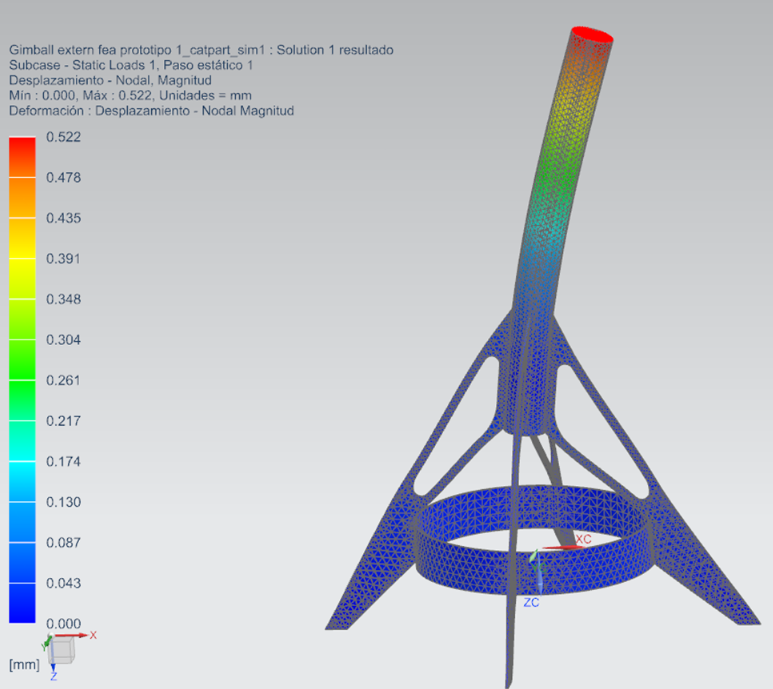 Gimball extern fea prototipo 1_catpart_sim1 : Solution 1 resultado
Subcase - Static Loads 1, Paso estático 1
Desplazamiento - Nodal, Magnitud
Mín : 0.000, Máx : 0.522, Unidades = mm
Deformación : Desplazamiento - Nodal Magnitud
0.522
0.478
0.435
0.391
0.348
0.304
0.261
0.217
0.174
0.130
0.087
0.043
0.000
[mm]
X
Y
Z
XC
ZC